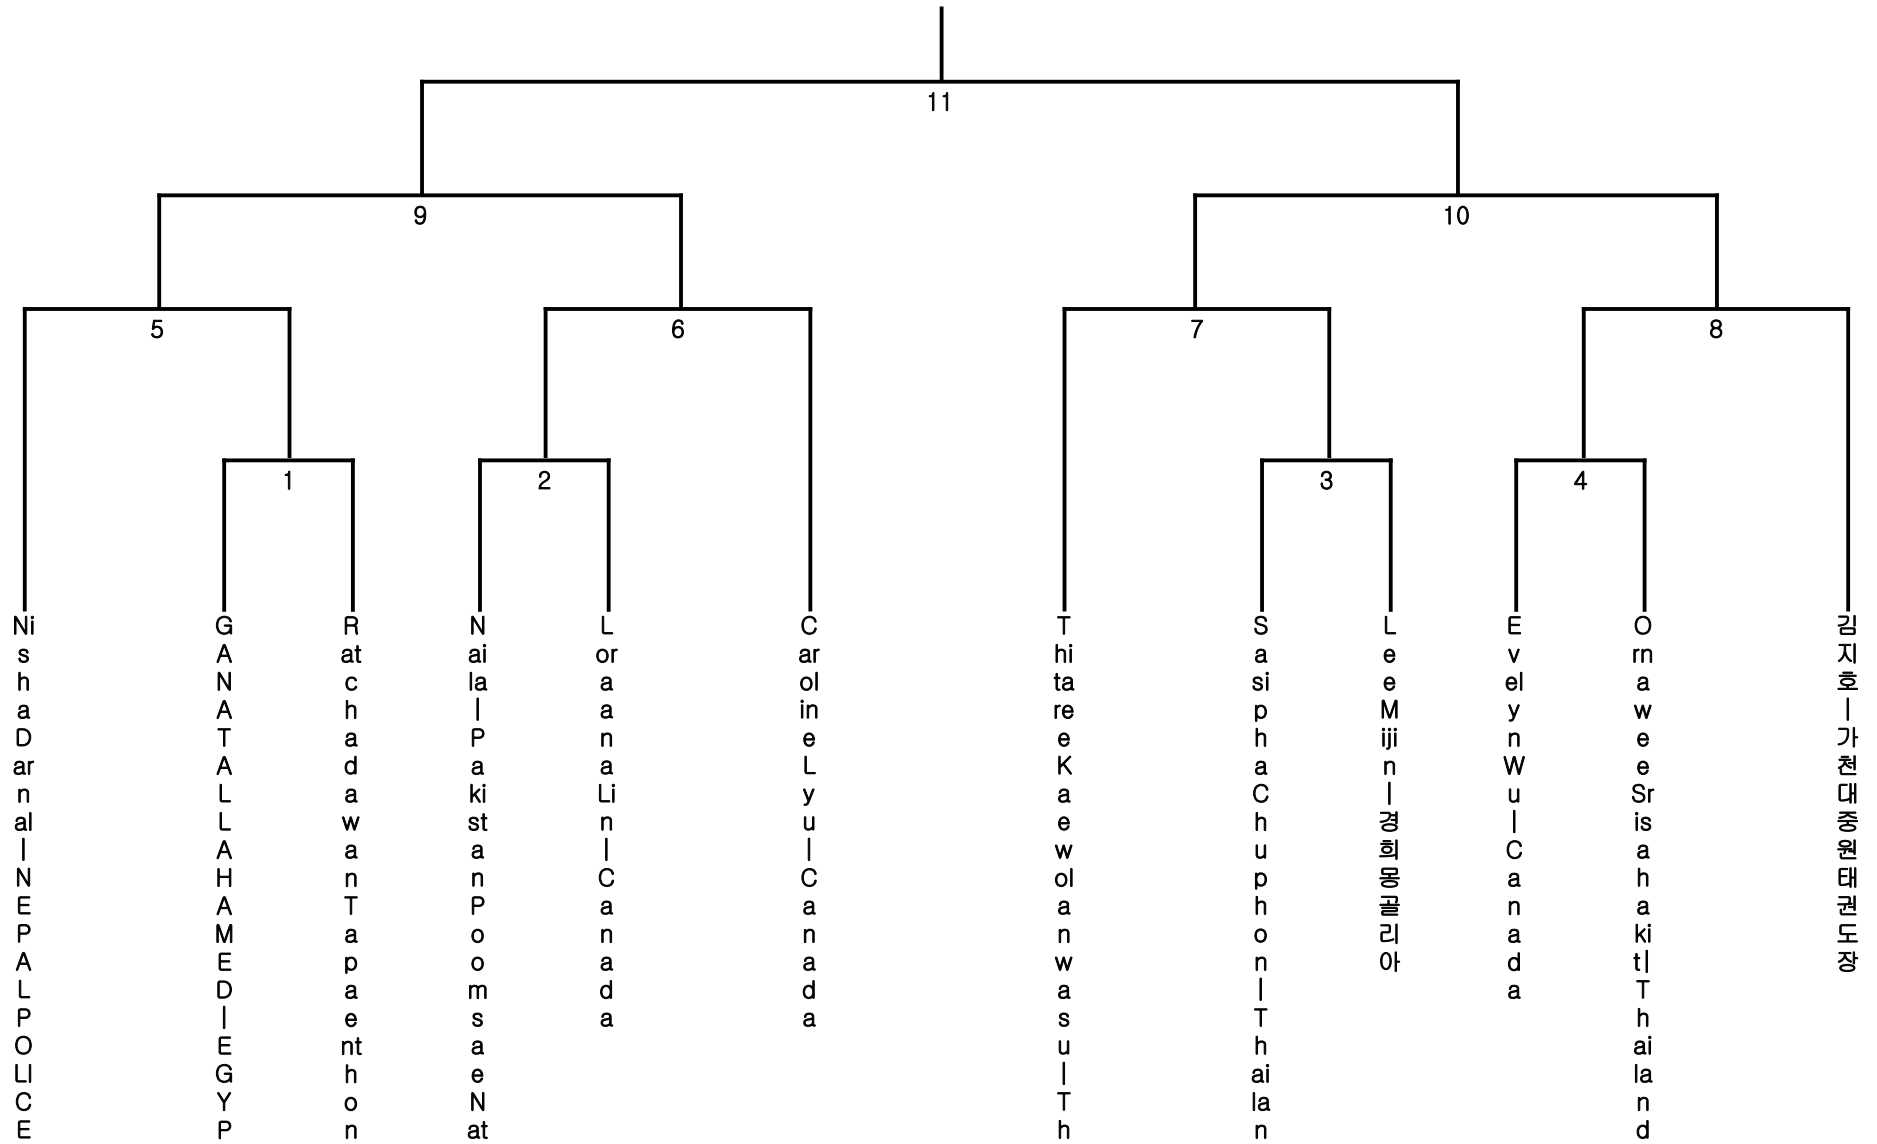 11
9
10
5
6
7
8
1
2
3
4
NishaDarnal|NEPALPOLICE
GANATALLAHAMED|EGYP
RatchadawanTapaenthon
Naila|PakistanPoomsaeNat
LoraanaLin|Canada
CarolineLyu|Canada
ThitareeKaewolanwasu|Th
SasiphaChuphon|Thailan
LeeMijin|경희몽골리아
EvelynWu|Canada
OrnaweeSrisahakit|Thailand
김지호|가천대중원태권도장